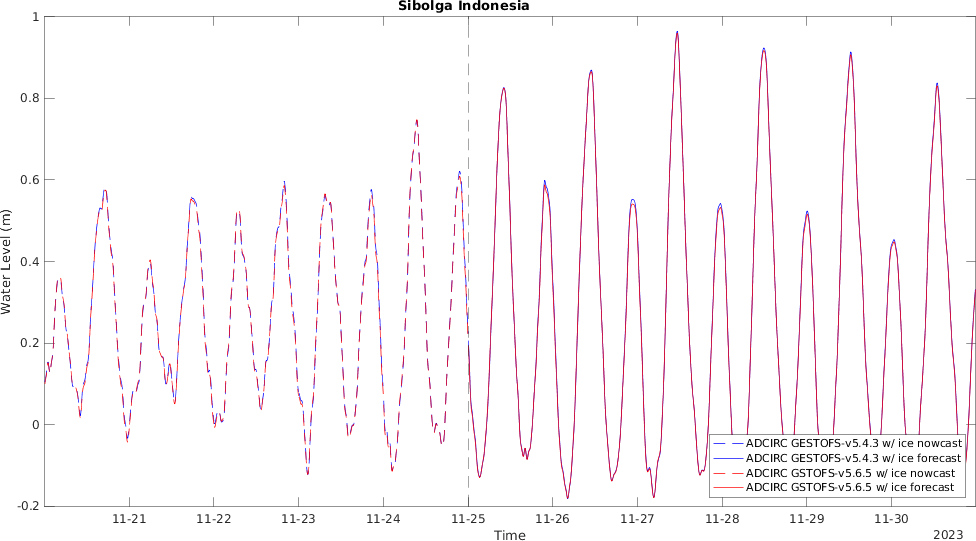 Sibolga Indonesia
1
0.8
0.6
0.4
0.2
0
-0.2
Water Level (m)
11-21 11-22 11-23 11-24 11-25 11-26 11-27 11-28 11-29 11-30
Time
2023
ADCIRC GESTOFS-v5.4.3 w/ ice nowcast
ADCIRC GESTOFS-v5.4.3 w/ ice forecast
ADCIRC GSTOFS-v5.6.5 w/ ice nowcast
ADCIRC GSTOFS-v5.6.5 w/ ice forecast